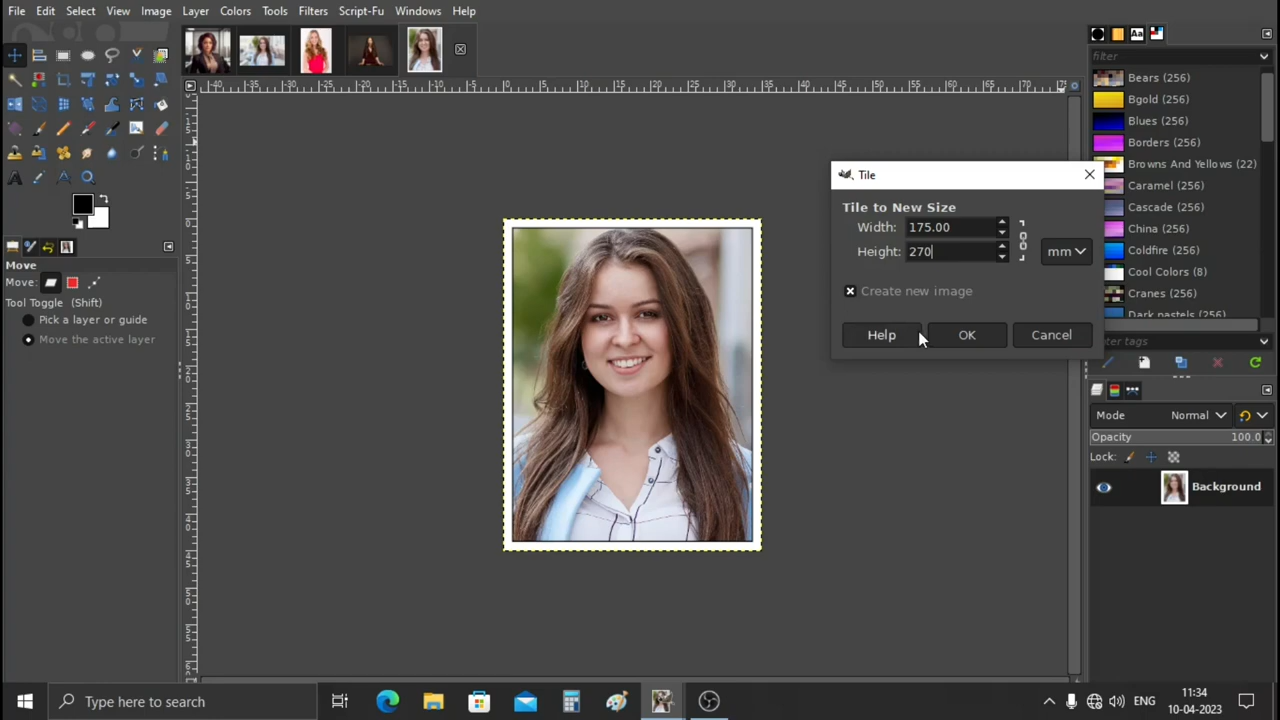 File Edit Select View Image Layer Colors Tools Filters Script-Fu Windows Help
filter
Bears (256)
Bgold (256)
Blues (256)
Borders (256)
Browns And Yellows (22)
Caramel (256)
Cascade (256)
China (256)
Coldfire (256)
Cool Colors (8)
Cranes (256)
Dark pastels (256)
enter tags
Tile
Tile to New Size
Width: 175.00
Height: 270
mm
Create new image
Help OK Cancel
Move
Move:
Tool Toggle (Shift)
Pick a layer or guide
Move the active layer
Mode Normal
Opacity 100.0
Lock:
Background
Type here to search
ENG
11:34
10-04-2023